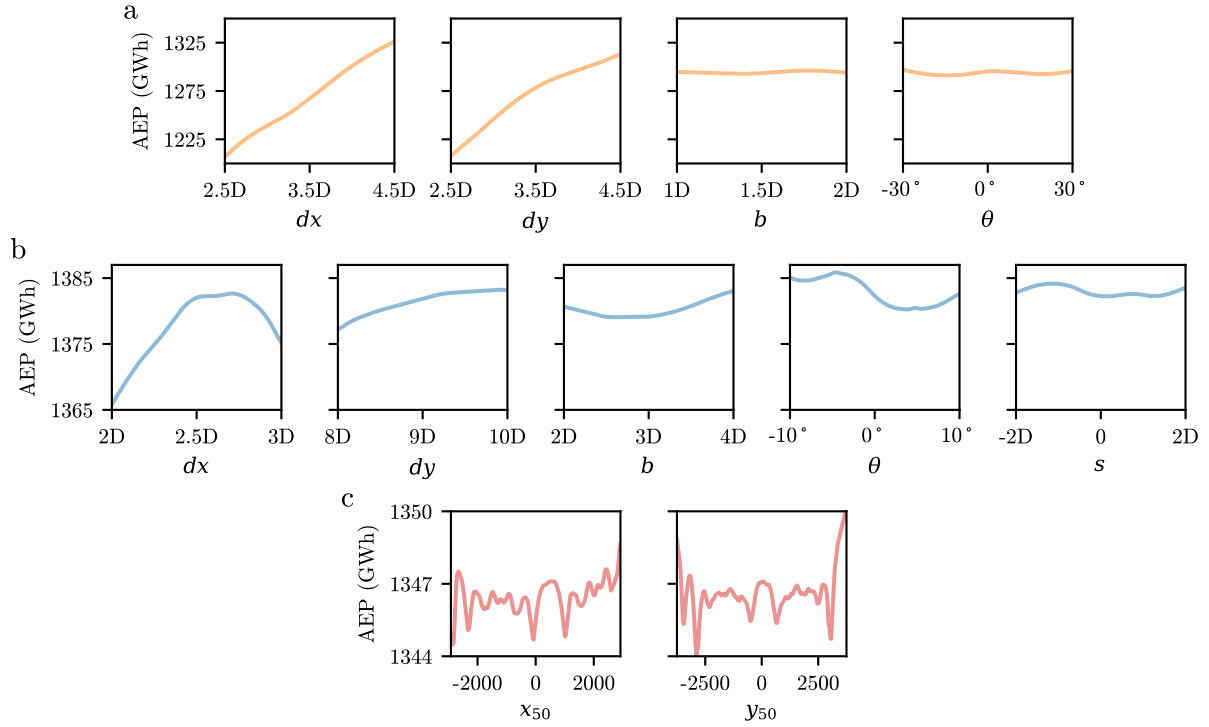 a
AEP (GWh)
1325
1275
1225
2.5D 3.5D 4.5D
dx
2.5D 3.5D 4.5D
dy
1D 1.5D 2D
b
-30° 0° 30°
θ
b
AEP (GWh)
1385
1375
1365
2D 2.5D 3D
dx
8D 9D 10D
dy
2D 3D 4D
b
-10° 0° 10°
θ
-2D 0 2D
s
c
AEP (GWh)
1350
1347
1344
-2000 0 2000
x₅₀
-2500 0 2500
y₅₀